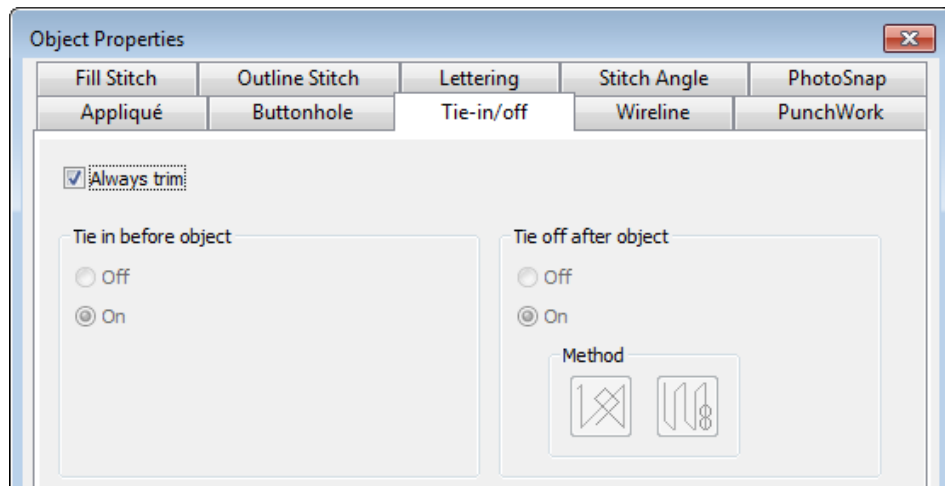 Object Properties
Fill Stitch Outline Stitch Lettering Stitch Angle PhotoSnap
Appliqué Buttonhole Tie-in/off Wireline PunchWork
Always trim
Tie in before object
Off
On
Tie off after object
Off
On
Method